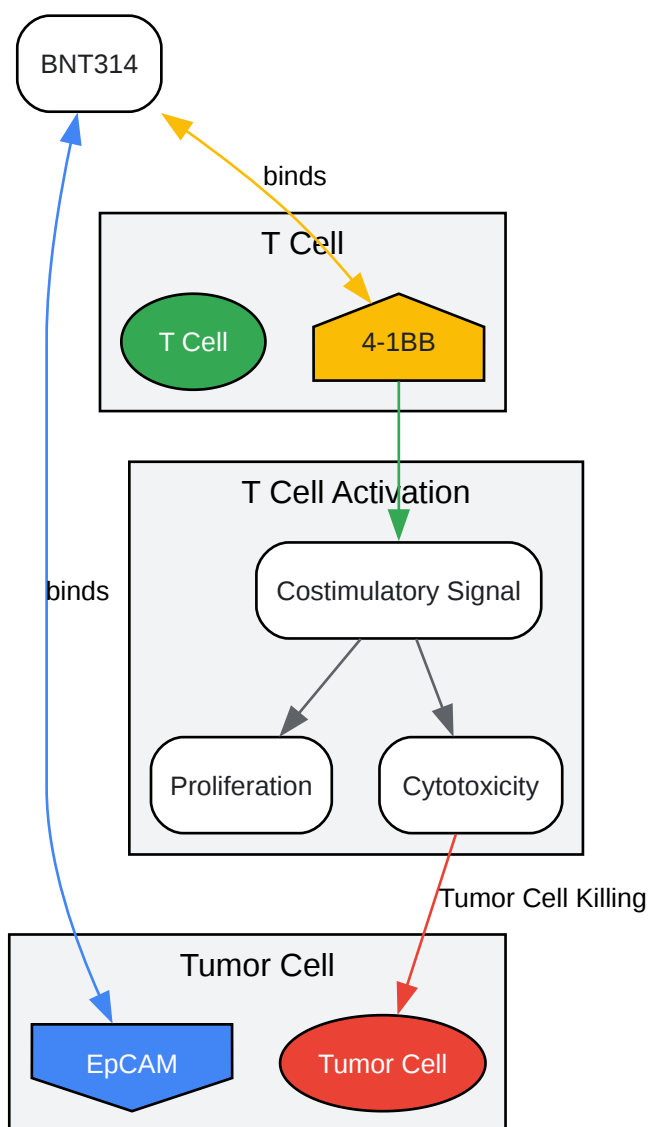 BNT314
binds
T Cell
T Cell
4-1BB
T Cell Activation
Costimulatory Signal
binds
Proliferation
Cytotoxicity
Tumor Cell Killing
Tumor Cell
EpCAM
Tumor Cell